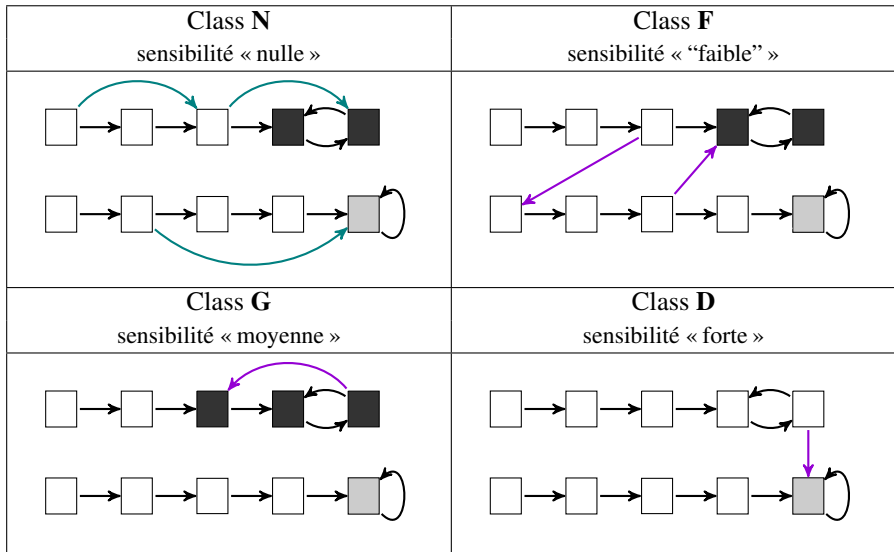 Class N
sensibilité « nulle »
Class F
sensibilité « “faible” »
Class G
sensibilité « moyenne »
Class D
sensibilité « forte »